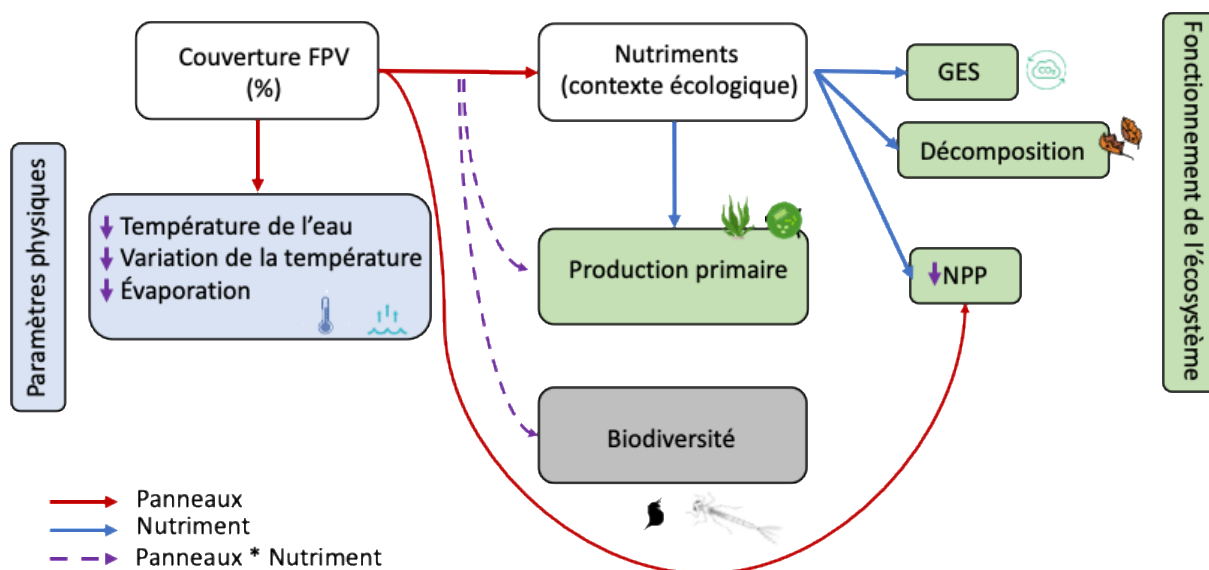 Couverture FPV
(%)
Nutriments
(contexte écologique)
GES
CO₂
Décomposition
Fonctionnement de l'écosystème
Paramètres physiques
Température de l'eau
Variation de la température
Évaporation
Production primaire
NPP
Biodiversité
Panneaux
Nutriment
Panneaux * Nutriment